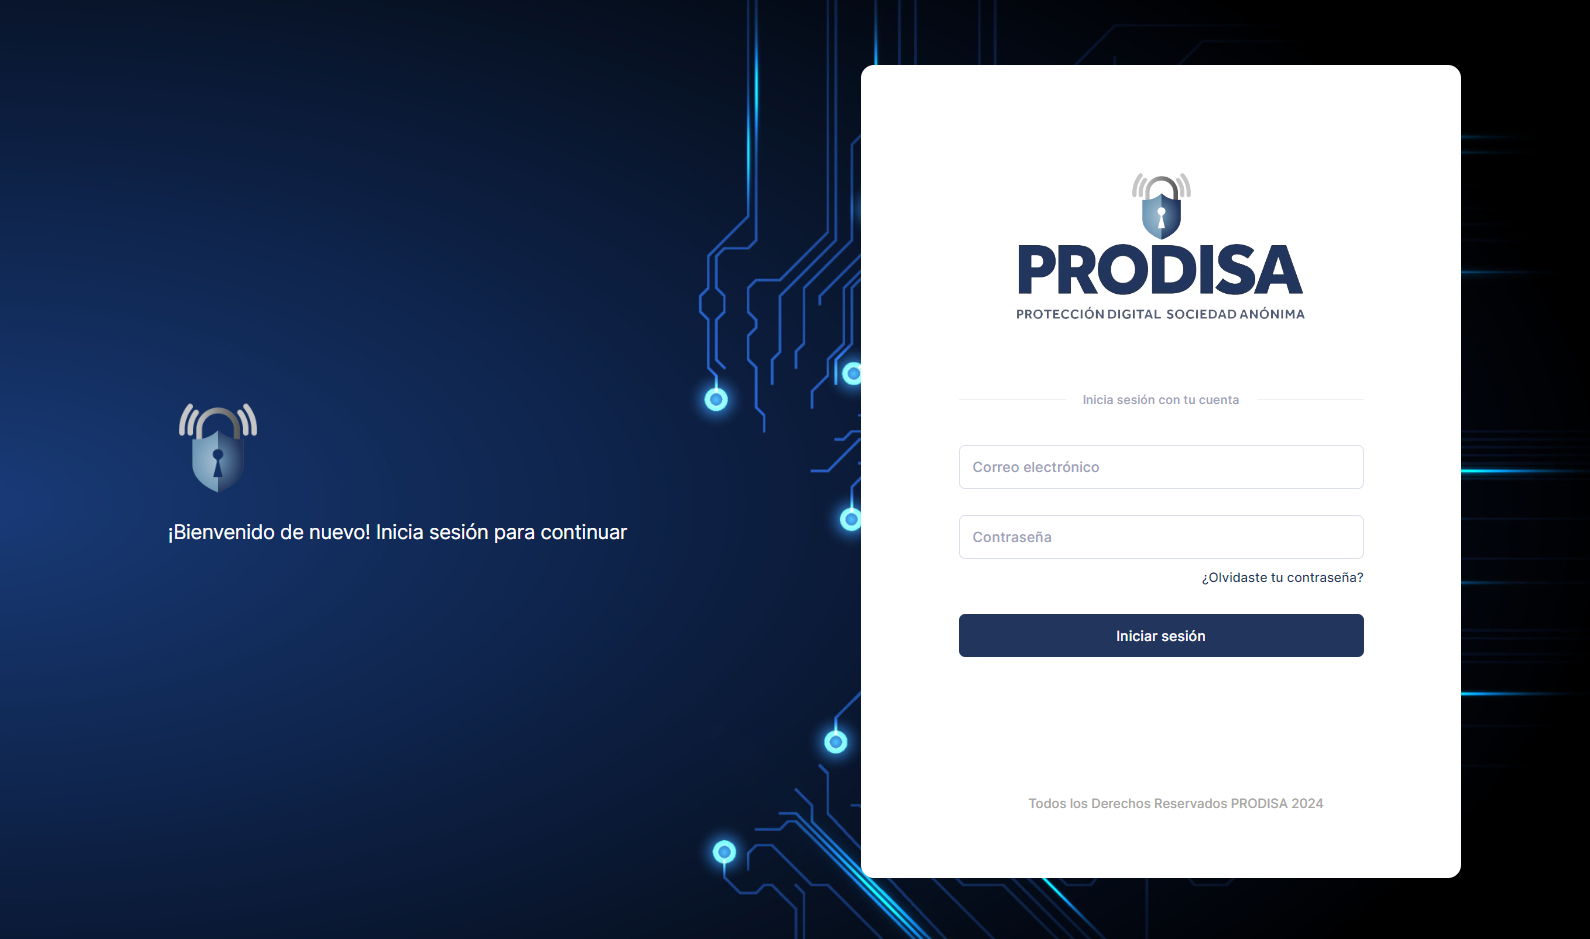 ¡Bienvenido de nuevo! Inicia sesión para continuar
PRODISA
PROTECCIÓN DIGITAL SOCIEDAD ANÓNIMA
Inicia sesión con tu cuenta
Correo electrónico
Contraseña
¿Olvidaste tu contraseña?
Iniciar sesión
Todos los Derechos Reservados PRODISA 2024